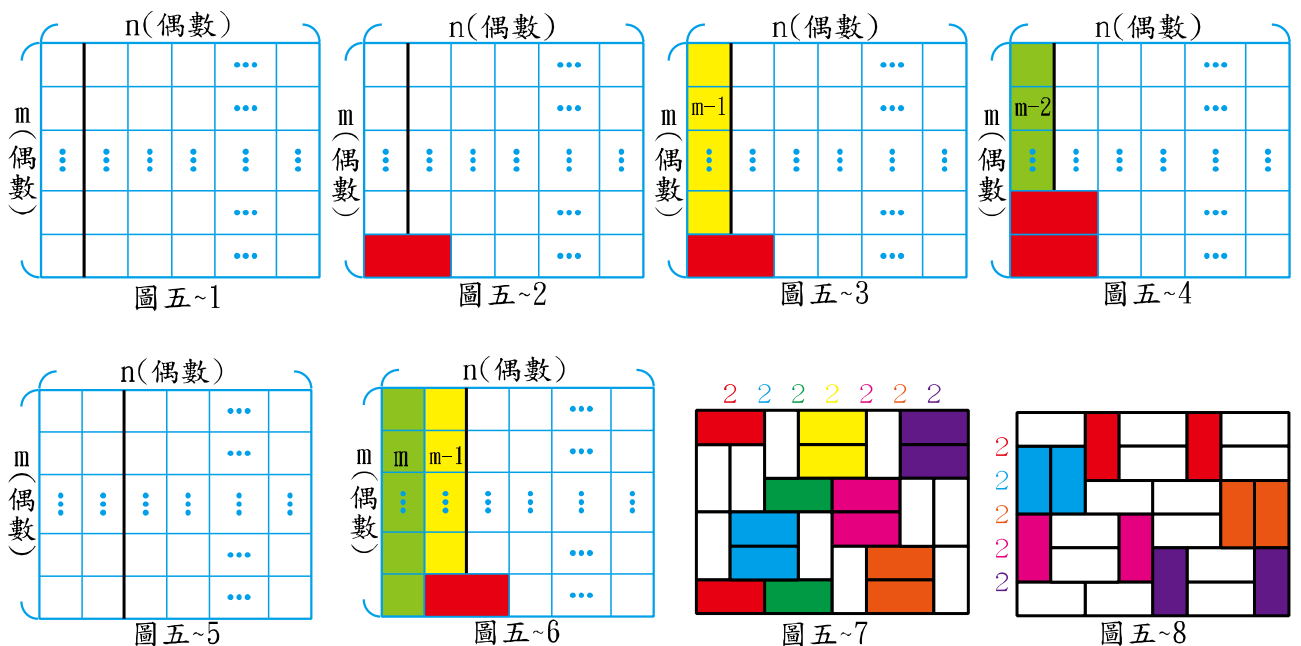 n(偶數) n(偶數) n(偶數) n(偶數)
m(偶數) m(偶數) m(偶數) m(偶數)
m-1 m-2
圖五~1 圖五~2 圖五~3 圖五~4
n(偶數) n(偶數)
2 2 2 2 2 2 2
m(偶數) m(偶數)
m m-1
2
2
2
2
2
圖五~5 圖五~6 圖五~7 圖五~8